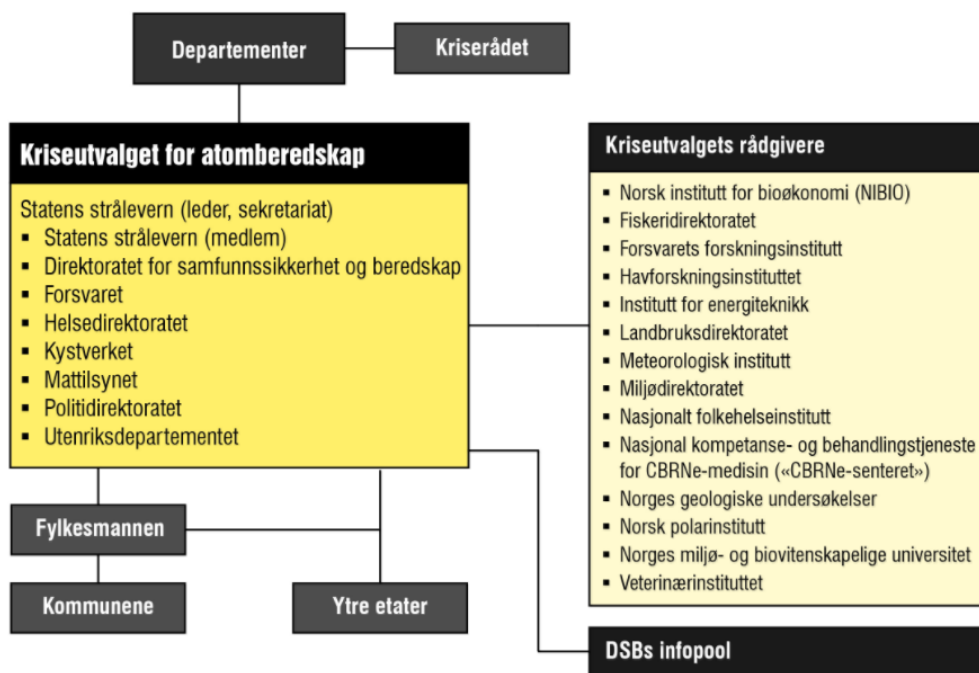 Departementer
Kriserådet
Kriseutvalget for atomberedskap
Statens strålevern (leder, sekretariat)
▪ Statens strålevern (medlem)
▪ Direktoratet for samfunnssikkerhet og beredskap
▪ Forsvaret
▪ Helsedirektoratet
▪ Kystverket
▪ Mattilsynet
▪ Politidirektoratet
▪ Utenriksdepartementet
Kriseutvalgets rådgivere
▪ Norsk institutt for bioøkonomi (NIBIO)
▪ Fiskeridirektoratet
▪ Forsvarets forskningsinstitutt
▪ Havforskningsinstituttet
▪ Institutt for energiteknikk
▪ Landbruksdirektoratet
▪ Meteorologisk institutt
▪ Miljødirektoratet
▪ Nasjonalt folkehelseinstitutt
▪ Nasjonal kompetanse- og behandlingstjeneste
for CBRNe-medisin («CBRNe-senteret»)
▪ Norges geologiske undersøkelser
▪ Norsk polarinstitutt
▪ Norges miljø- og biovitenskapelige universitet
▪ Veterinærinstituttet
Fylkesmannen
Kommunene
Ytre etater
DSBs infopool